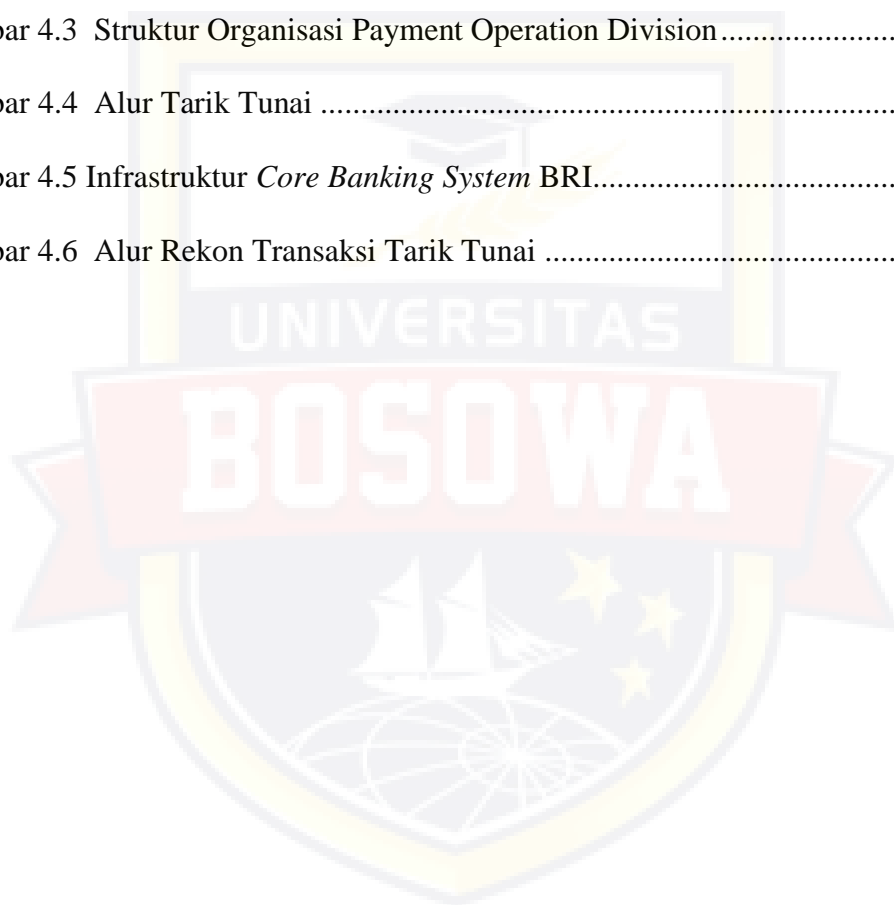 bar 4.3 Struktur Organisasi Payment Operation Division.....................
bar 4.4 Alur Tarik Tunai ............................................................................
bar 4.5 Infrastruktur Core Banking System BRI....................................
bar 4.6 Alur Rekon Transaksi Tarik Tunai ............................................
UNIVERSITAS
BOSOWA